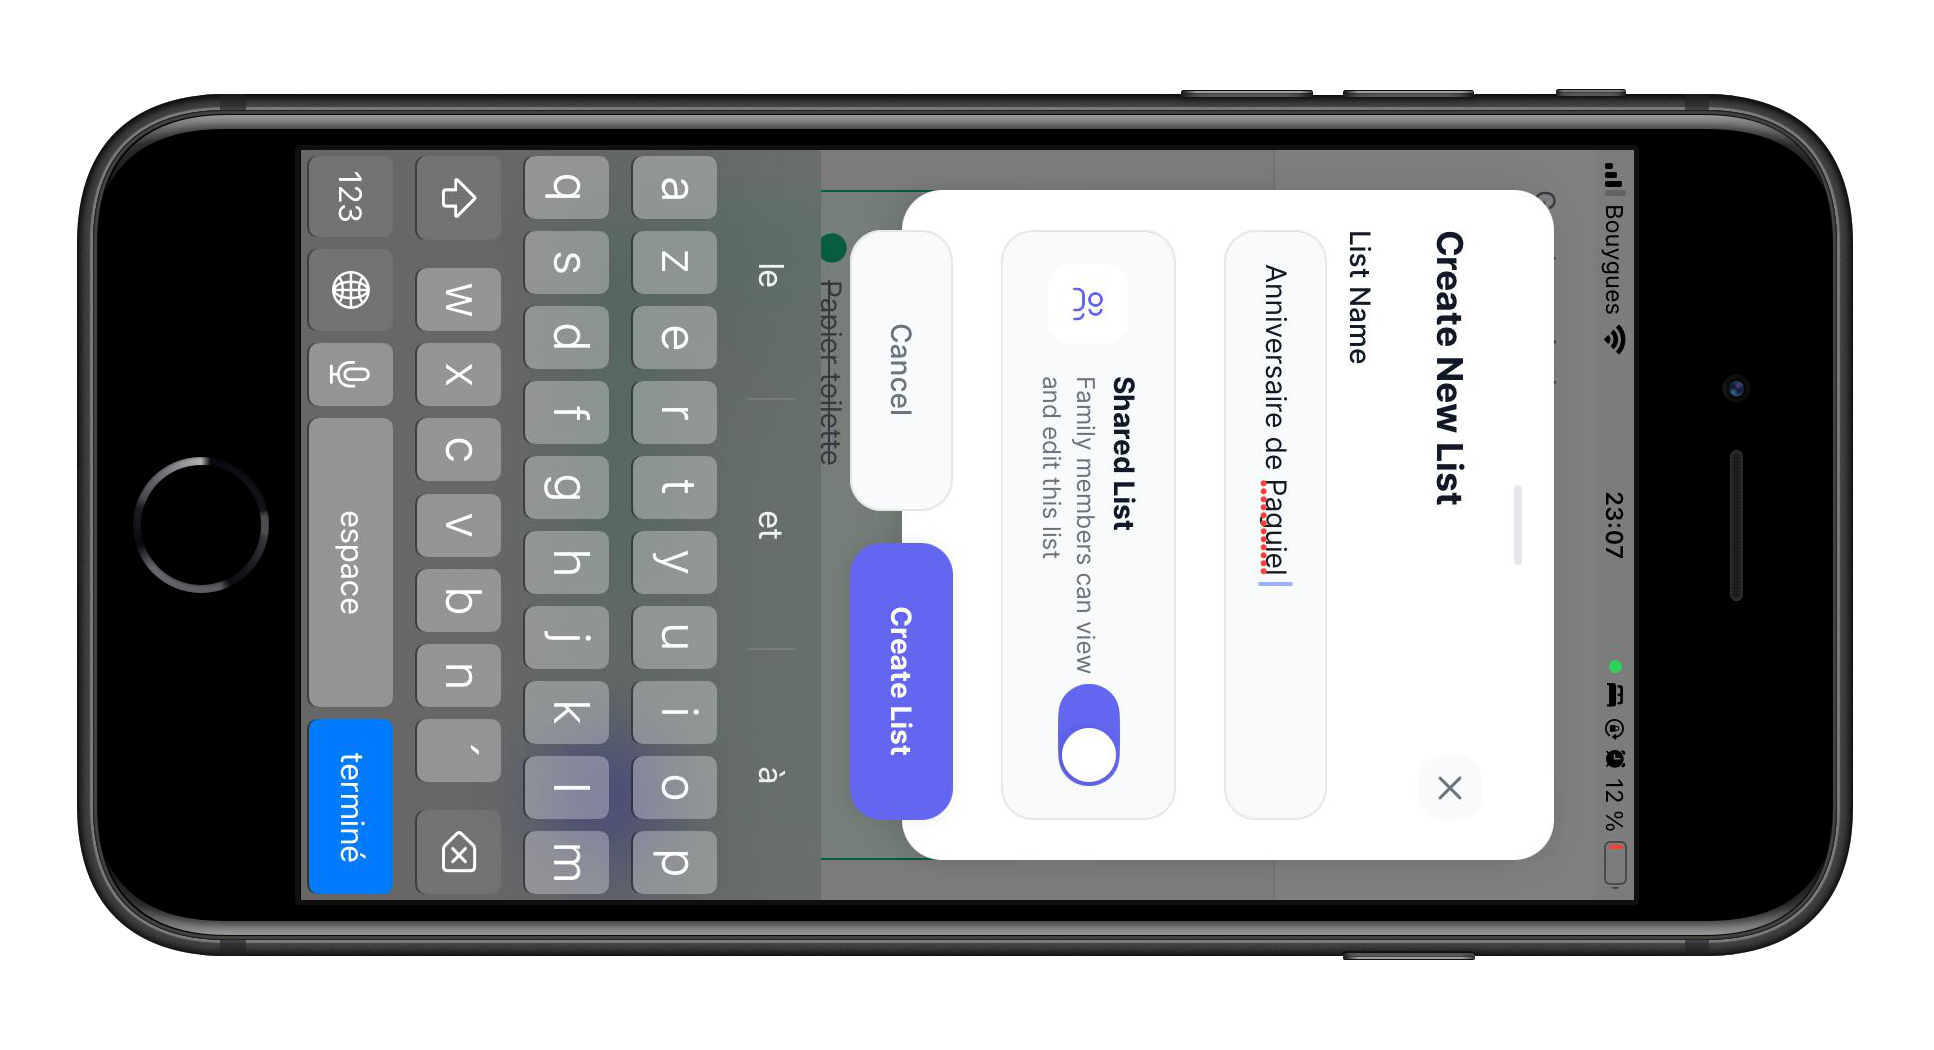 Bouygues 23:07 12 %
Create New List
List Name
Anniversaire de Paquiel
Shared List
Family members can view
and edit this list
Cancel Create List
Papier toilette
le et à
a z e r t y u i o p
q s d f g h j k l m
w x c v b n ´
123 espace terminé